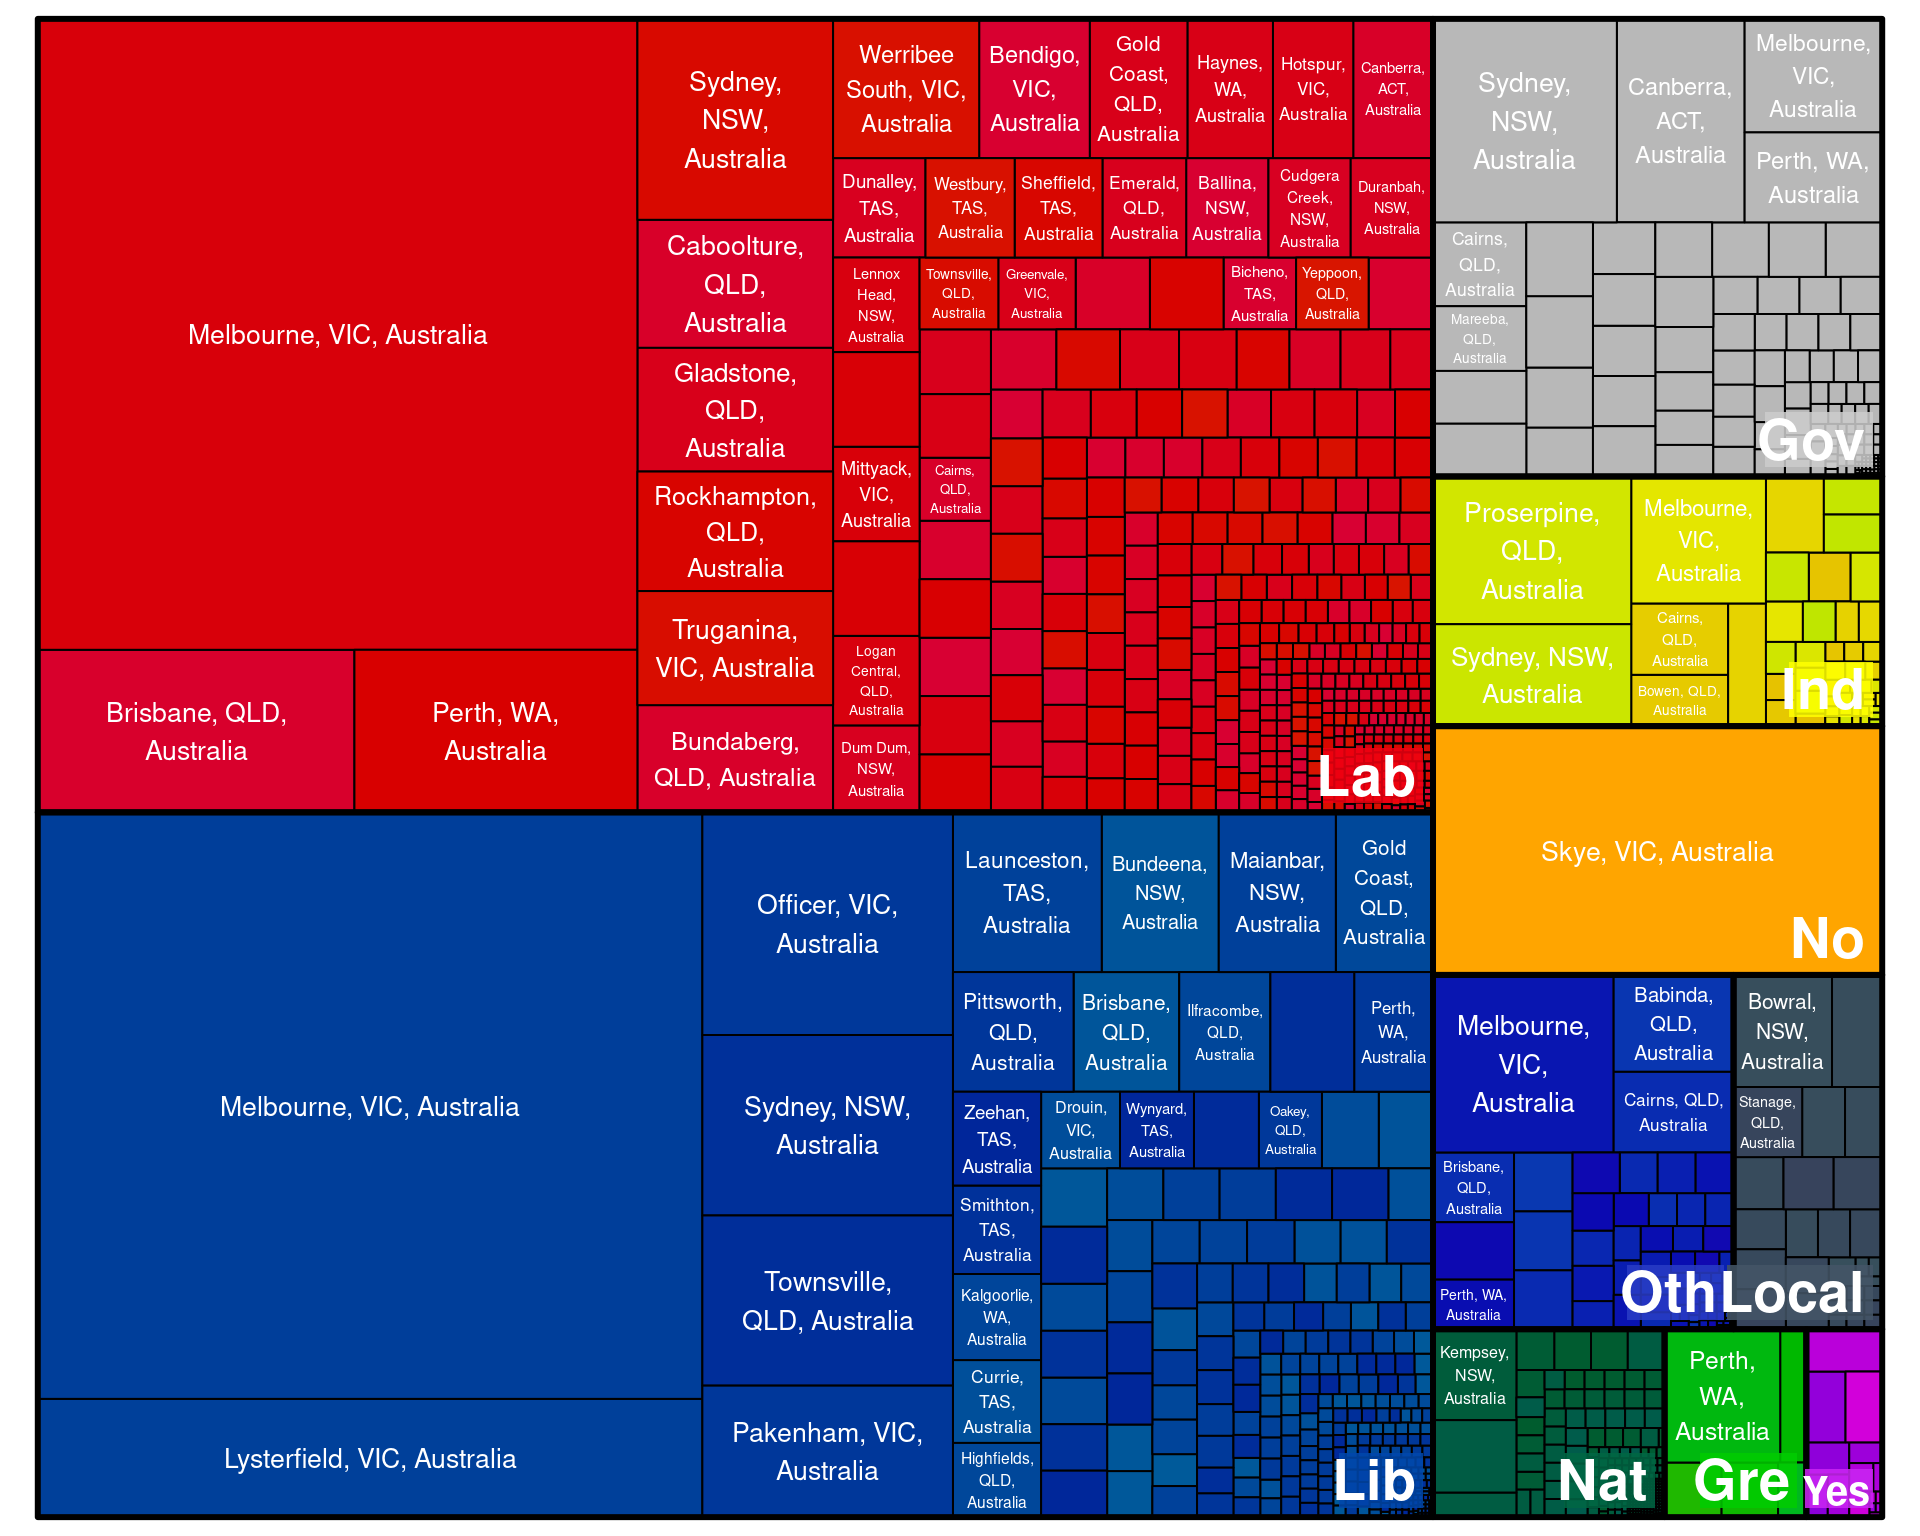 Melbourne, VIC, Australia
Brisbane, QLD,
Australia
Perth, WA,
Australia
Sydney,
NSW,
Australia
Caboolture,
QLD,
Australia
Gladstone,
QLD,
Australia
Rockhampton,
QLD,
Australia
Truganina,
VIC, Australia
Bundaberg,
QLD, Australia
Werribee
South, VIC,
Australia
Bendigo,
VIC,
Australia
Gold
Coast,
QLD,
Australia
Haynes,
WA,
Australia
Hotspur,
VIC,
Australia
Canberra,
ACT,
Australia
Dunalley,
TAS,
Australia
Westbury,
TAS,
Australia
Sheffield,
TAS,
Australia
Emerald,
QLD,
Australia
Ballina,
NSW,
Australia
Cudgera
Creek,
NSW,
Australia
Duranbah,
NSW,
Australia
Lennox
Head,
NSW,
Australia
Townsville,
QLD,
Australia
Greenvale,
VIC,
Australia
Bicheno,
TAS,
Australia
Yeppoon,
QLD,
Australia
Mittyack,
VIC,
Australia
Cairns,
QLD,
Australia
Logan
Central,
QLD,
Australia
Dum Dum,
NSW,
Australia
Lab
Sydney,
NSW,
Australia
Canberra,
ACT,
Australia
Melbourne,
VIC,
Australia
Perth, WA,
Australia
Cairns,
QLD,
Australia
Mareeba,
QLD,
Australia
Gov
Proserpine,
QLD,
Australia
Sydney, NSW,
Australia
Melbourne,
VIC,
Australia
Cairns,
QLD,
Australia
Bowen, QLD,
Australia
Ind
Skye, VIC, Australia
No
Melbourne, VIC, Australia
Lysterfield, VIC, Australia
Officer, VIC,
Australia
Sydney, NSW,
Australia
Townsville,
QLD, Australia
Pakenham, VIC,
Australia
Launceston,
TAS,
Australia
Bundeena,
NSW,
Australia
Maianbar,
NSW,
Australia
Gold
Coast,
QLD,
Australia
Pittsworth,
QLD,
Australia
Brisbane,
QLD,
Australia
Ilfracombe,
QLD,
Australia
Perth,
WA,
Australia
Zeehan,
TAS,
Australia
Drouin,
VIC,
Australia
Wynyard,
TAS,
Australia
Oakey,
QLD,
Australia
Smithton,
TAS,
Australia
Kalgoorlie,
WA,
Australia
Currie,
TAS,
Australia
Highfields,
QLD,
Australia
Lib
Melbourne,
VIC,
Australia
Babinda,
QLD,
Australia
Cairns, QLD,
Australia
Brisbane,
QLD,
Australia
Perth, WA,
Australia
Oth
Bowral,
NSW,
Australia
Stanage,
QLD,
Australia
Local
Kempsey,
NSW,
Australia
Nat
Perth,
WA,
Australia
Gre
Yes